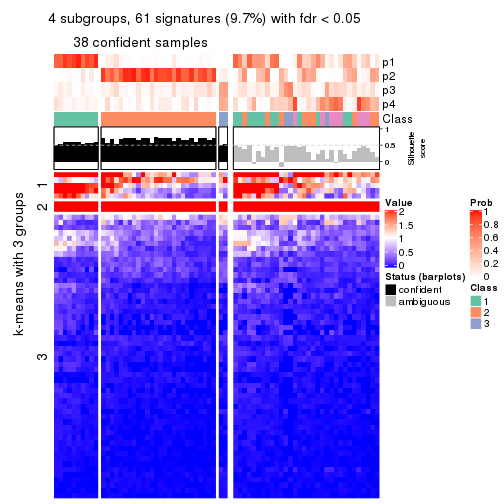 4 subgroups, 61 signatures (9.7%) with fdr < 0.05
38 confident samples
p1
p2
p3
p4
Class
1
0.5
0
Silhouette
score
k-means with 3 groups
1
2
3
Value
2
1.5
1
0.5
0
Status (barplots)
confident
ambiguous
Prob
1
0.8
0.6
0.4
0.2
0
Class
1
2
3